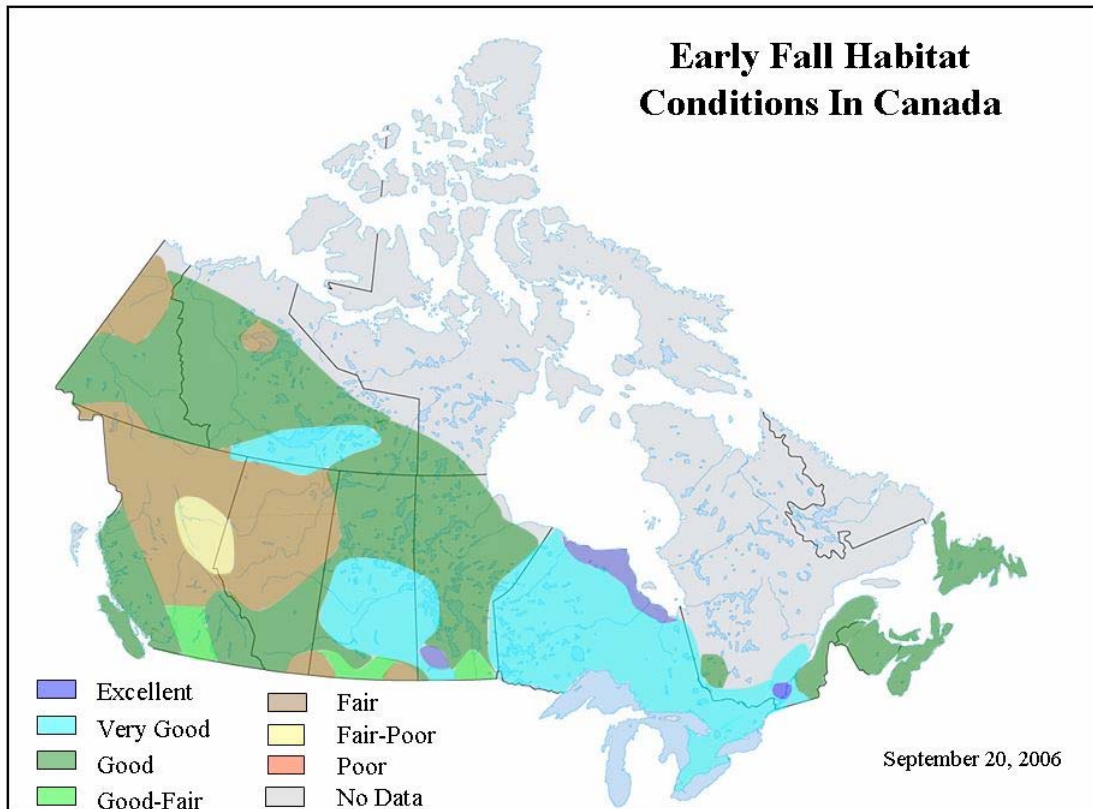 Early Fall Habitat
Conditions In Canada
Excellent
Very Good
Good
Good-Fair
Fair
Fair-Poor
Poor
No Data
September 20, 2006